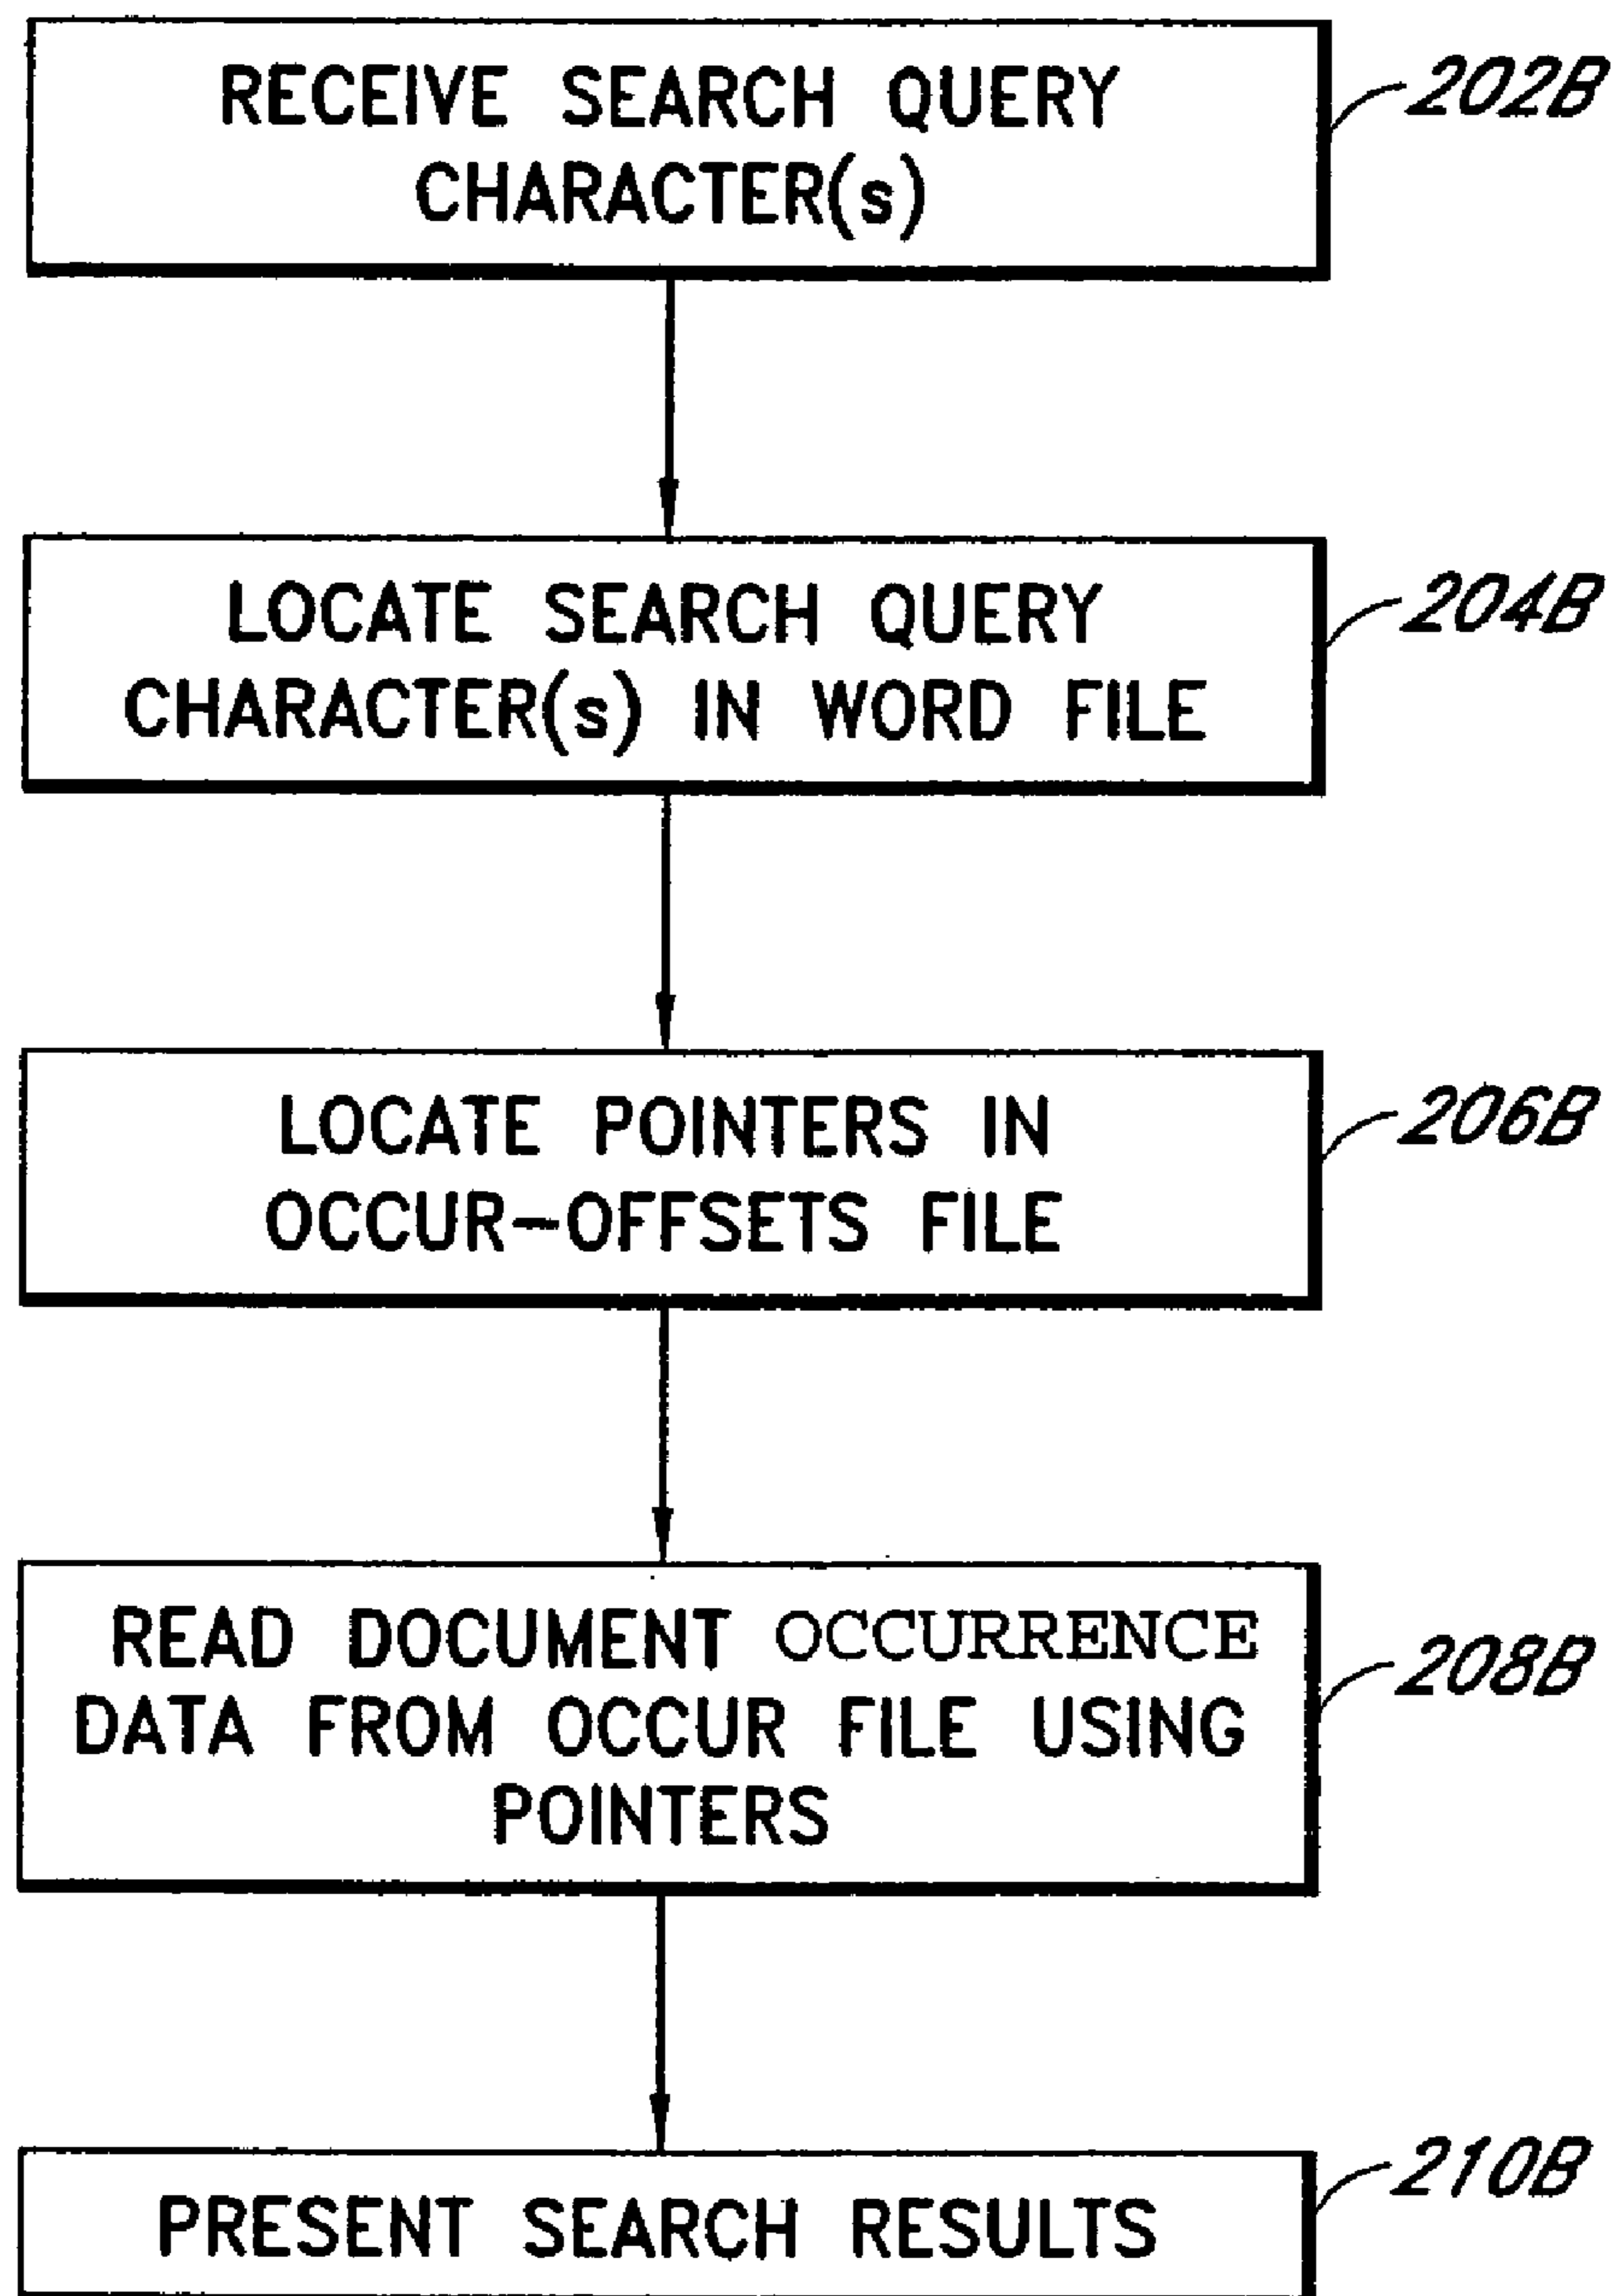 RECEIVE SEARCH QUERY
CHARACTER(s)
202B
LOCATE SEARCH QUERY
CHARACTER(s) IN WORD FILE
204B
LOCATE POINTERS IN
OCCUR-OFFSETS FILE
206B
READ DOCUMENT OCCURRENCE
DATA FROM OCCUR FILE USING
POINTERS
208B
PRESENT SEARCH RESULTS
210B